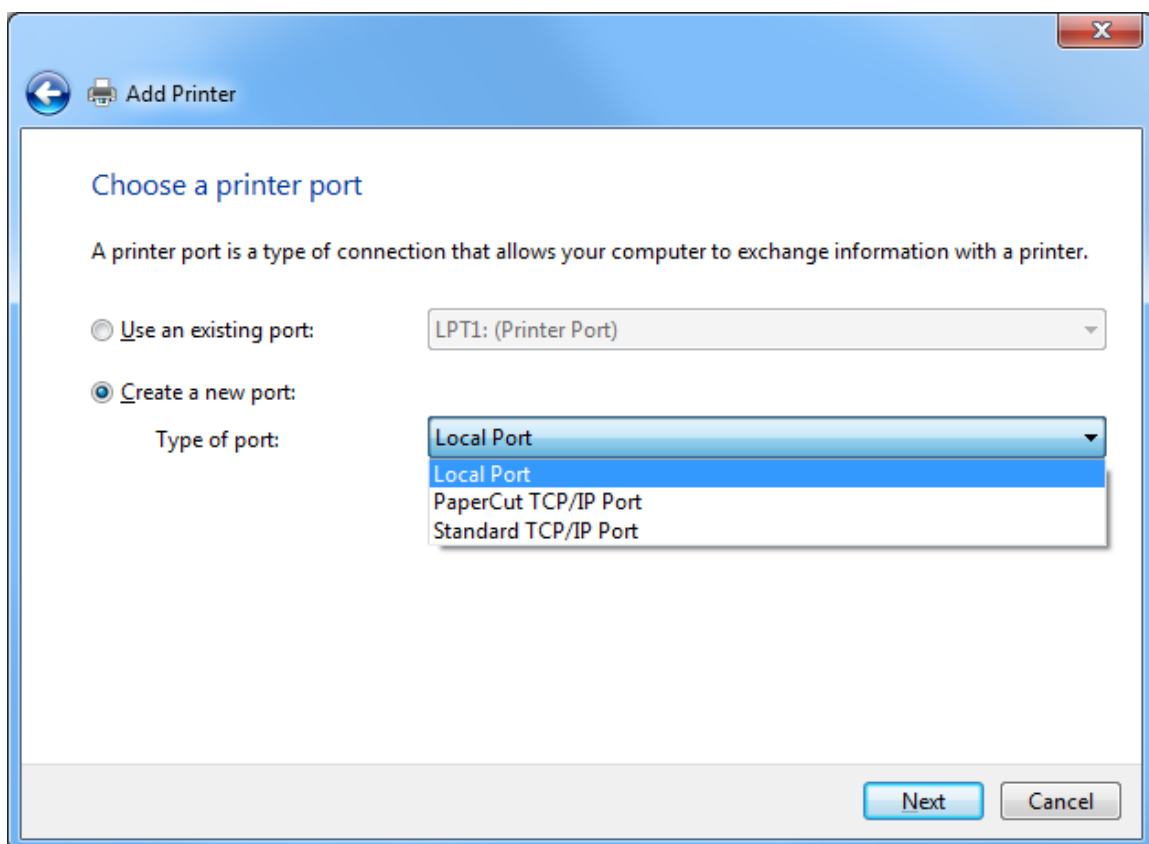 Add Printer
Choose a printer port
A printer port is a type of connection that allows your computer to exchange information with a printer.
Use an existing port: LPT1: (Printer Port)
Create a new port:
Type of port: Local Port
Local Port
PaperCut TCP/IP Port
Standard TCP/IP Port
Next Cancel